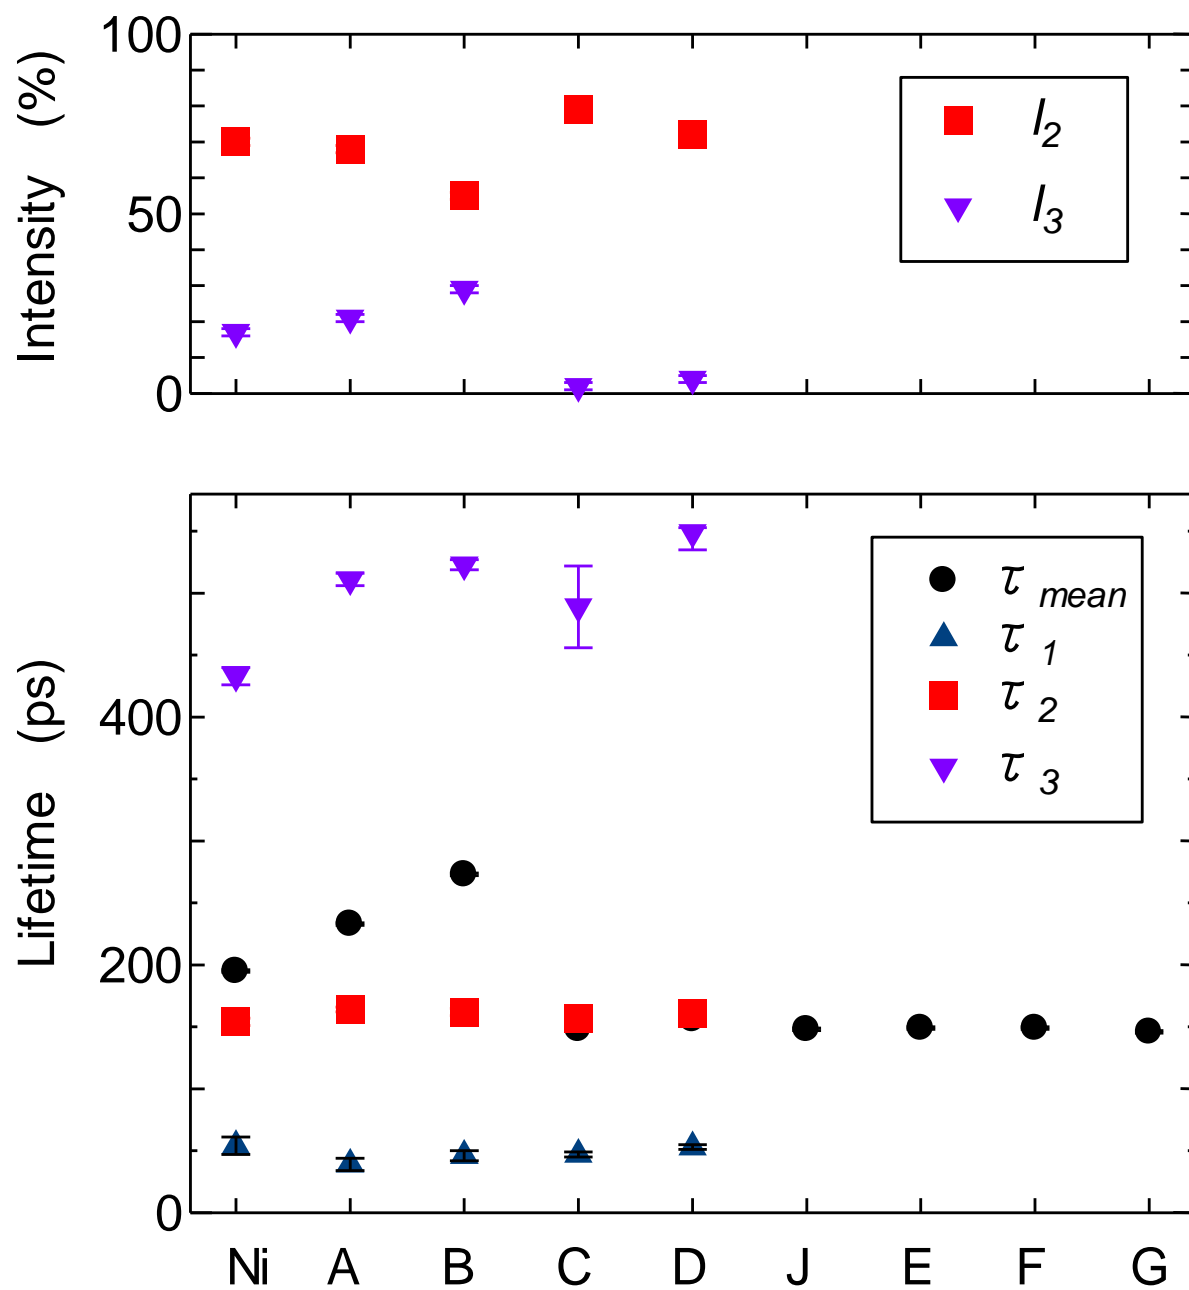 Intensity (%)
100
50
0
I2
I3
Lifetime (ps)
400
200
0
τ mean
τ 1
τ 2
τ 3
Ni A B C D J E F G